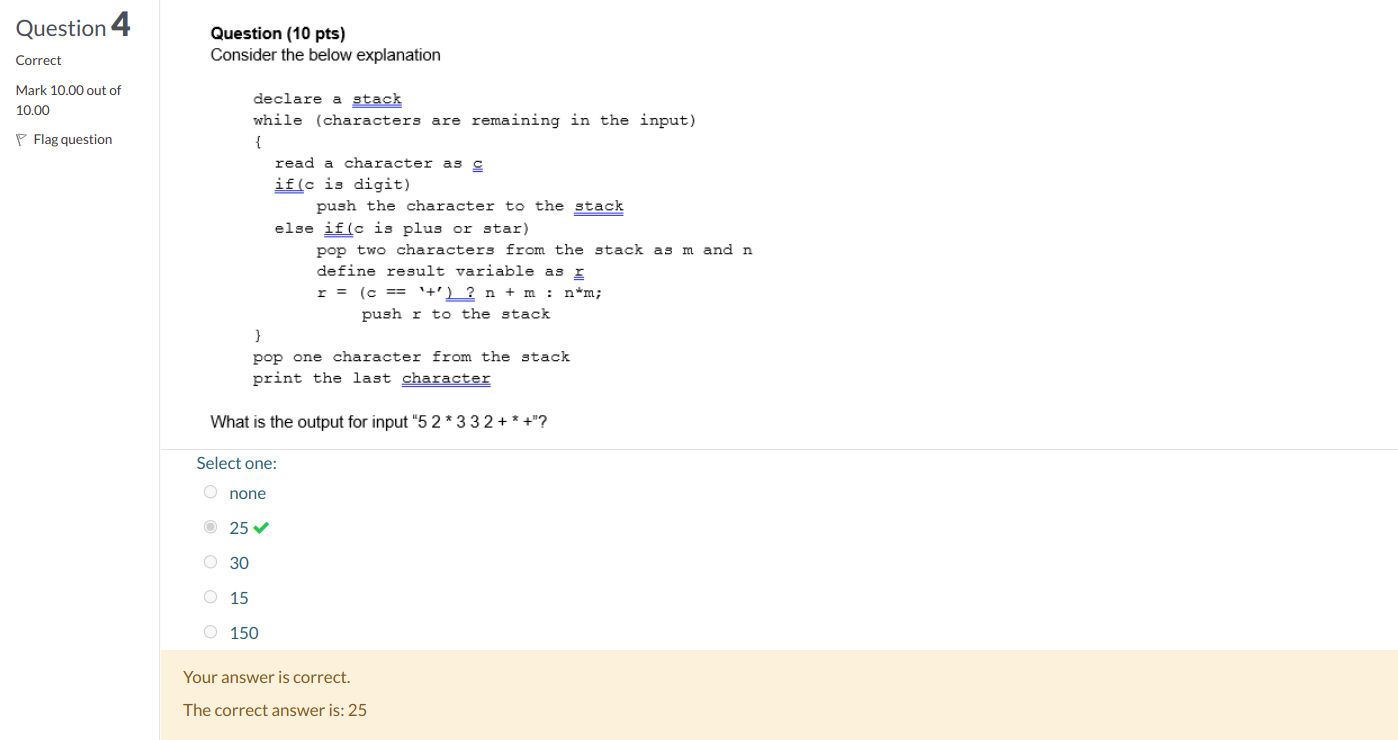 Question 4
Correct
Mark 10.00 out of
10.00
Flag question
Question (10 pts)
Consider the below explanation
declare a stack
while (characters are remaining in the input)
{
read a character as c
if(c is digit)
push the character to the stack
else if(c is plus or star)
pop two characters from the stack as m and n
define result variable as r
r = (c == ‘+’) ? n + m : n*m;
push r to the stack
}
pop one character from the stack
print the last character
What is the output for input “5 2 * 3 3 2 + * +”?
Select one:
none
25
30
15
150
Your answer is correct.
The correct answer is: 25